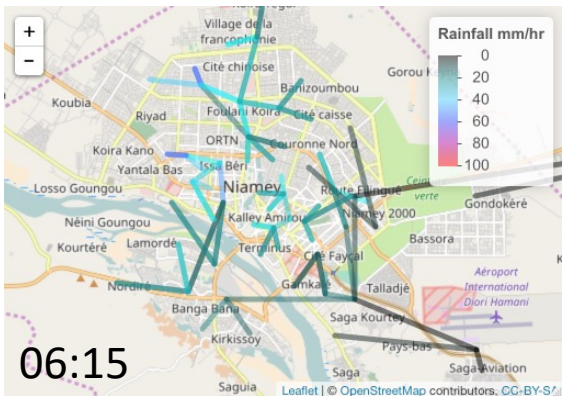 +
−
Village de la
francophonie
Cité chinoise
Banizoumbou
Koubia
Riyad
Foulani Koira
Cité caisse
ORTN
Couronne Nord
Koira Kano
Yantala Bas
Issa Béri
Niamey
Route Filingué
verte
Gondokéré
Losso Goungou
Kalley Amirou
Niamey 2000
Néini Goungou
Lamordé
Kourtéré
Terminus
Cité Fayçal
Bassora
Nordiré
Gamkalé
Talladjé
Aéroport
International
Diori Hamani
Banga Bana
Saga Kourtey
Kirkissoy
Pays-bas
Saga
Saga Aviation
Saguia
Rainfall mm/hr
0
20
40
60
80
100
06:15
Leaflet | © OpenStreetMap contributors, CC-BY-SA